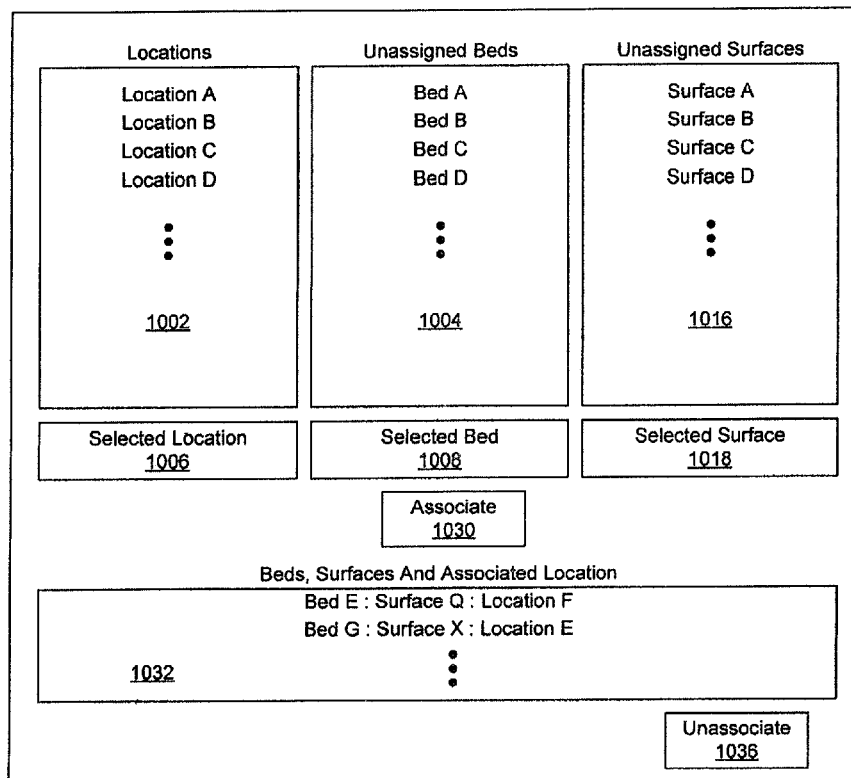 Locations
Unassigned Beds
Unassigned Surfaces
Location A
Location B
Location C
Location D
1002
Bed A
Bed B
Bed C
Bed D
1004
Surface A
Surface B
Surface C
Surface D
1016
Selected Location
1006
Selected Bed
1008
Selected Surface
1018
Associate
1030
Beds, Surfaces And Associated Location
Bed E : Surface Q : Location F
Bed G : Surface X : Location E
1032
Unassociate
1036